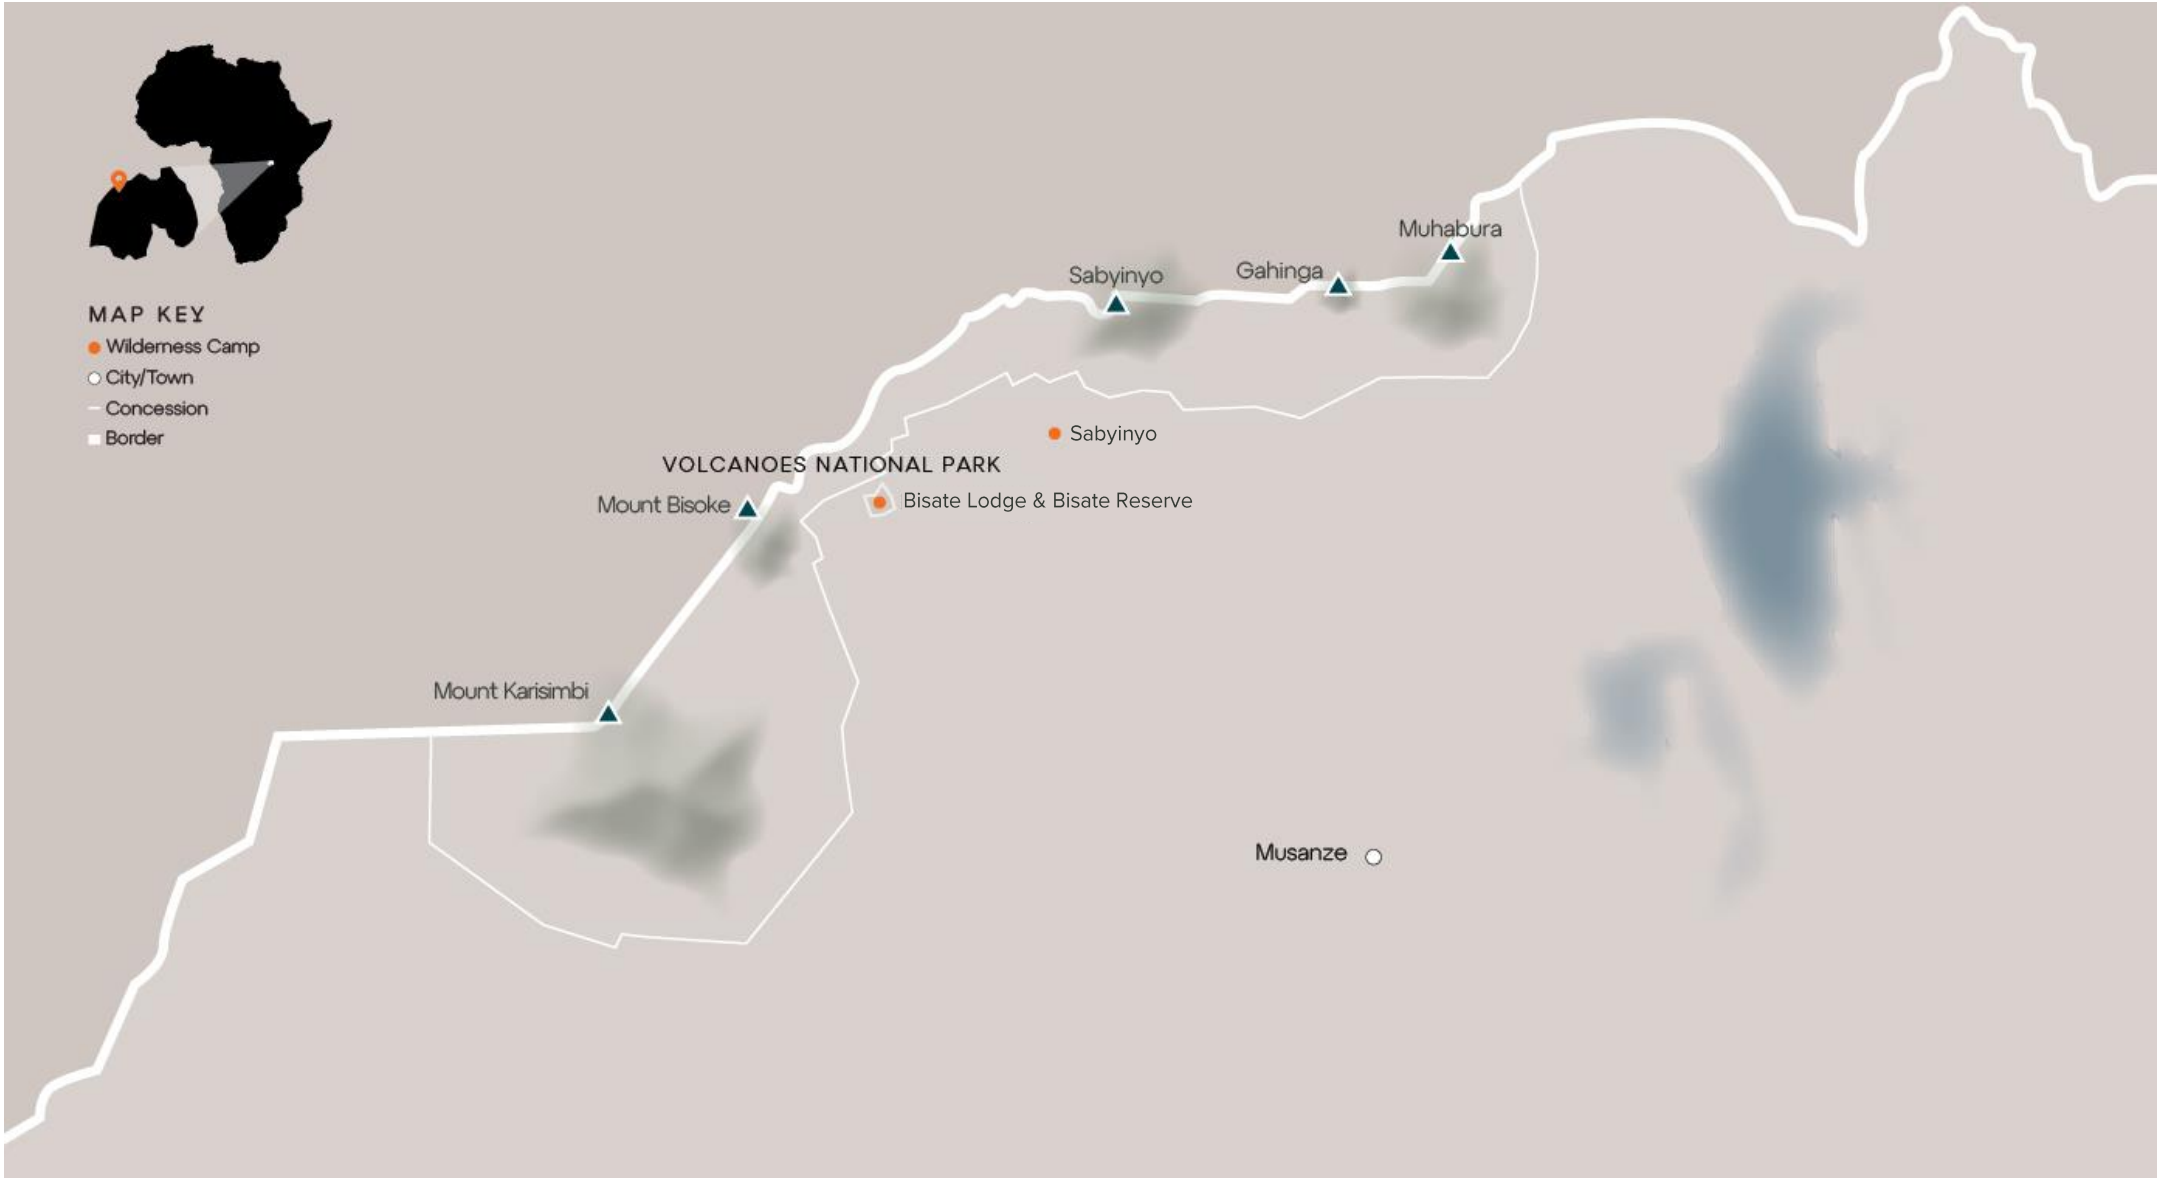 MAP KEY
Wilderness Camp
City/Town
Concession
Border
Muhabura
Gahinga
Sabyinyo
Sabyinyo
VOLCANOES NATIONAL PARK
Mount Bisoke
Bisate Lodge & Bisate Reserve
Mount Karisimbi
Musanze